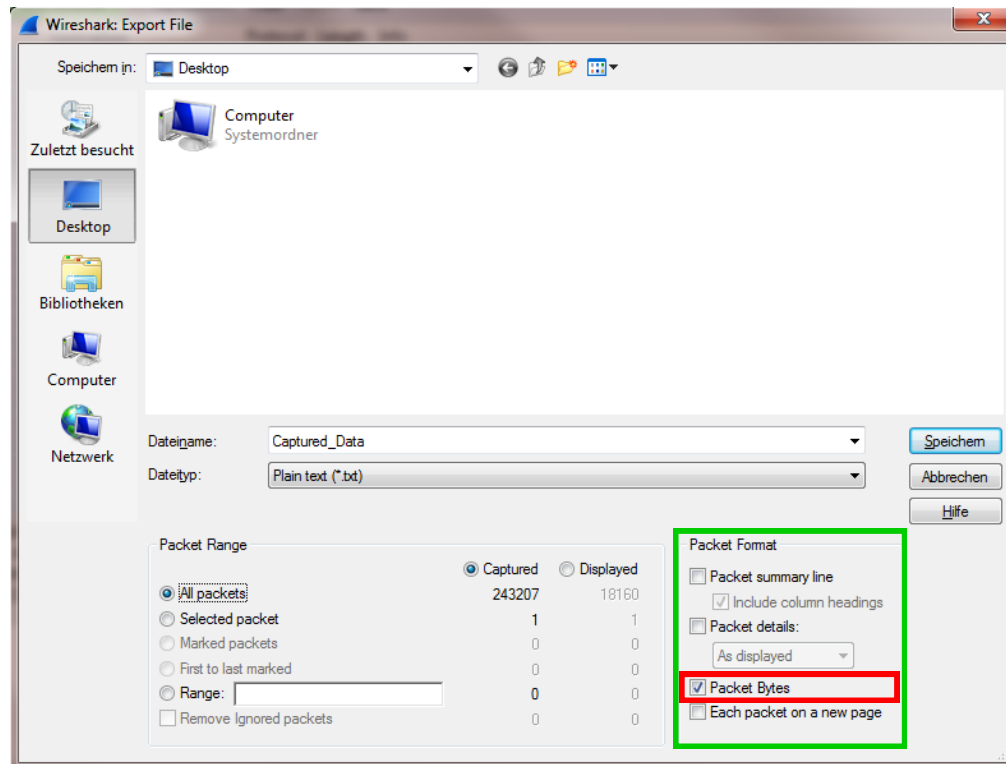 Wireshark: Export File
Speichern in: Desktop
Computer
Systemordner
Zuletzt besucht
Desktop
Bibliotheken
Computer
Netzwerk
Dateiname: Captured_Data Speichern
Dateityp: Plain text (*.txt) Abbrechen
Hilfe
Packet Range
Captured Displayed
All packets 243207 18160
Selected packet 1 1
Marked packets 0 0
First to last marked 0 0
Range: 0 0
Remove Ignored packets 0 0
Packet Format
Packet summary line
Include column headings
Packet details:
As displayed
Packet Bytes
Each packet on a new page